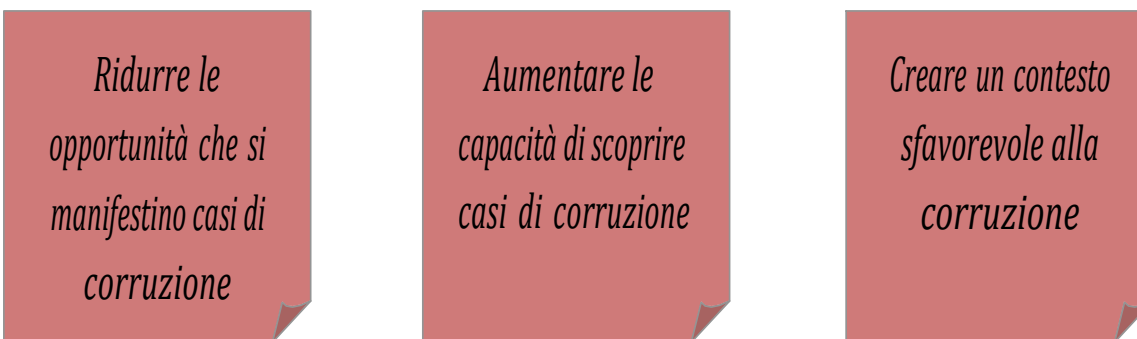 Ridurre le
opportunità che si
manifestino casi di
corruzione
Aumentare le
capacità di scoprire
casi di corruzione
Creare un contesto
sfavorevole alla
corruzione